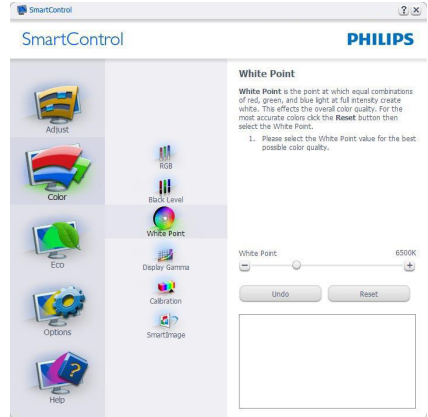 SmartControl
SmartControl
PHILIPS
Adjust
Color
Eco
Options
Help
RGB
Black Level
White Point
Display Gamma
Calibration
SmartImage
White Point
White Point is the point at which equal combinations
of red, green, and blue light at full intensity create
white. This effects the overall color quality. For the
most accurate colors click the Reset button then
select the White Point.
1. Please select the White Point value for the best
possible color quality.
White Point 6500K
Undo Reset